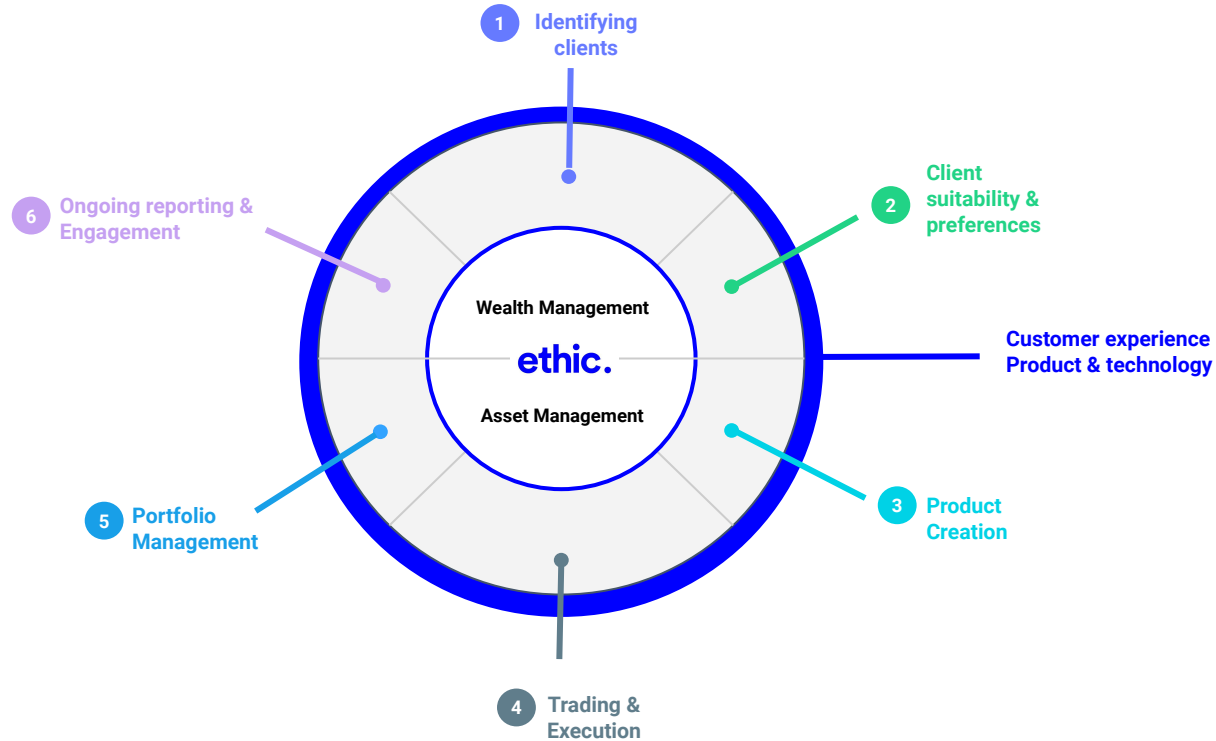 1
Identifying
clients
2
Client
suitability &
preferences
6
Ongoing reporting &
Engagement
Wealth Management
ethic.
Asset Management
Customer experience
Product & technology
3
Product
Creation
5
Portfolio
Management
4
Trading &
Execution